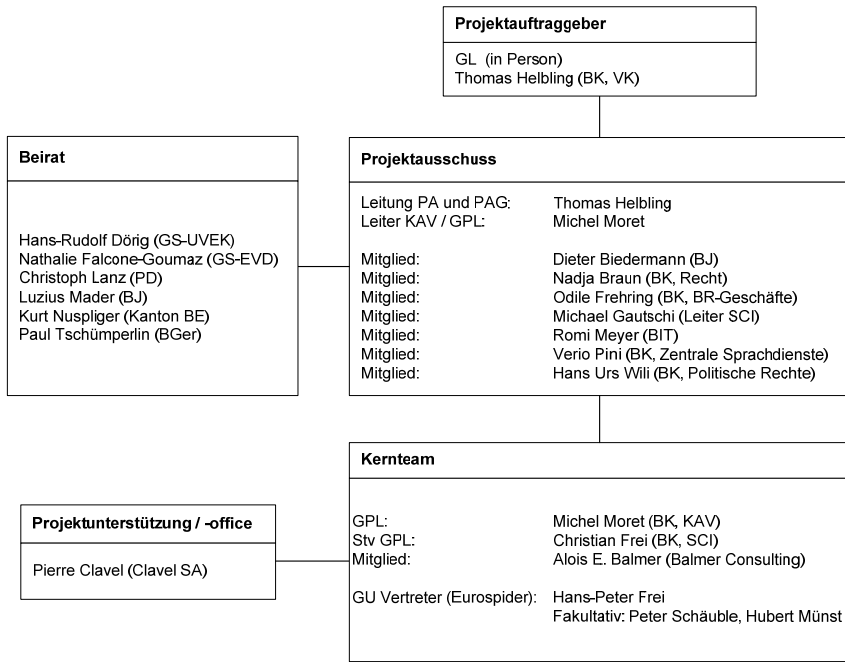 Projektauftraggeber
GL (in Person)
Thomas Helbling (BK, VK)
Beirat
Hans-Rudolf Dörig (GS-UVEK)
Nathalie Falcone-Goumaz (GS-EVD)
Christoph Lanz (PD)
Luzius Mader (BJ)
Kurt Nuspliger (Kanton BE)
Paul Tschümperlin (BGer)
Projektausschuss
Leitung PA und PAG: Thomas Helbling
Leiter KAV / GPL: Michel Moret
Mitglied: Dieter Biedermann (BJ)
Mitglied: Nadja Braun (BK, Recht)
Mitglied: Odile Frehring (BK, BR-Geschäfte)
Mitglied: Michael Gautschi (Leiter SCI)
Mitglied: Romi Meyer (BIT)
Mitglied: Verio Pini (BK, Zentrale Sprachdienste)
Mitglied: Hans Urs Wili (BK, Politische Rechte)
Projektunterstützung / -office
Pierre Clavel (Clavel SA)
Kernteam
GPL: Michel Moret (BK, KAV)
Stv GPL: Christian Frei (BK, SCI)
Mitglied: Alois E. Balmer (Balmer Consulting)
GU Vertreter (Eurospider): Hans-Peter Frei
Fakultativ: Peter Schäuble, Hubert Münst